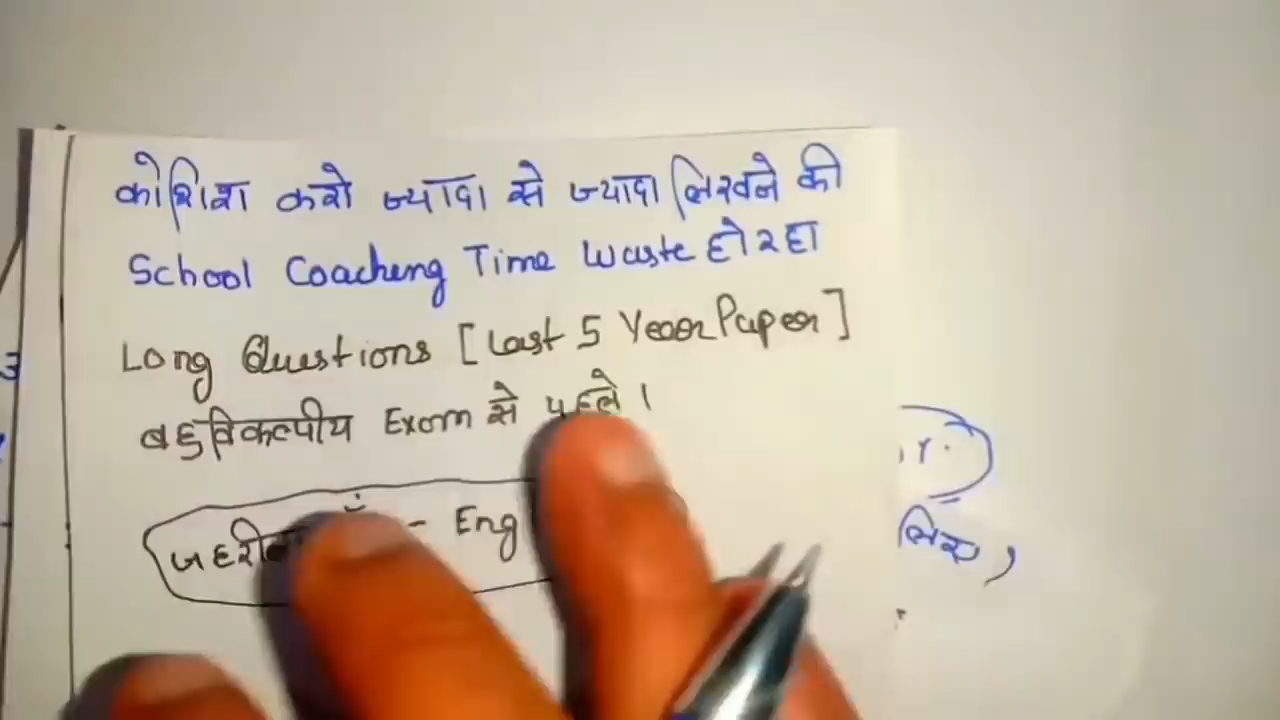 कोशिश करो ज्यादा से ज्यादा लिखने की
School Coaching Time Waste हो रहा
Long Questions [Last 5 Year Paper]
बहुविकल्पीय Exam से पहले।
- Eng